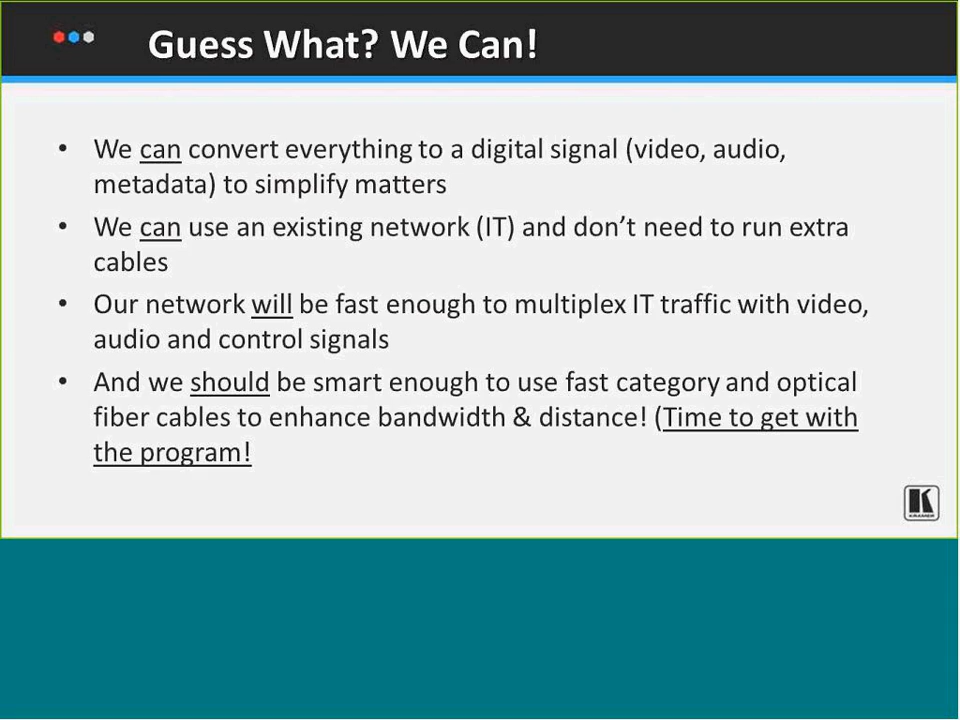 Guess What? We Can!
• We can convert everything to a digital signal (video, audio,
metadata) to simplify matters
• We can use an existing network (IT) and don’t need to run extra
cables
• Our network will be fast enough to multiplex IT traffic with video,
audio and control signals
• And we should be smart enough to use fast category and optical
fiber cables to enhance bandwidth & distance! (Time to get with
the program!
K
KRAMER